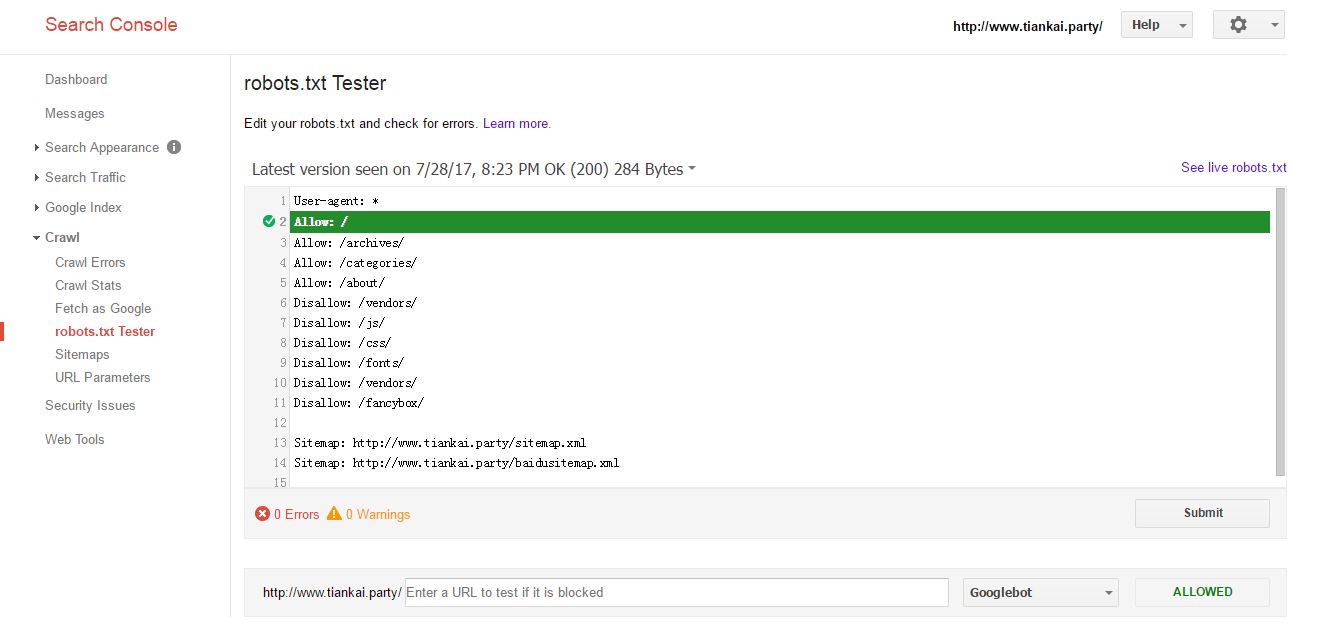 Search Console
http://www.tiankai.party/
Help
Dashboard
Messages
Search Appearance
Search Traffic
Google Index
Crawl
Crawl Errors
Crawl Stats
Fetch as Google
robots.txt Tester
Sitemaps
URL Parameters
Security Issues
Web Tools
robots.txt Tester
Edit your robots.txt and check for errors. Learn more.
Latest version seen on 7/28/17, 8:23 PM OK (200) 284 Bytes
See live robots.txt
1 User-agent: *
2 Allow: /
3 Allow: /archives/
4 Allow: /categories/
5 Allow: /about/
6 Disallow: /vendors/
7 Disallow: /js/
8 Disallow: /css/
9 Disallow: /fonts/
10 Disallow: /vendors/
11 Disallow: /fancybox/
12
13 Sitemap: http://www.tiankai.party/sitemap.xml
14 Sitemap: http://www.tiankai.party/baidusitemap.xml
15
0 Errors 0 Warnings
Submit
http://www.tiankai.party/ Enter a URL to test if it is blocked
Googlebot
ALLOWED